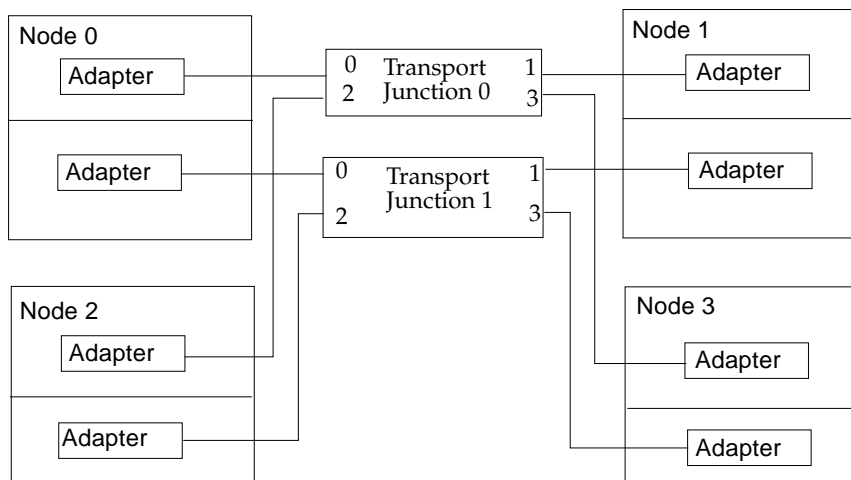 Node 0
Adapter
Adapter
0 Transport 1
2 Junction 0 3
0 Transport 1
Junction 1
2 3
Node 1
Adapter
Adapter
Node 2
Adapter
Adapter
Node 3
Adapter
Adapter